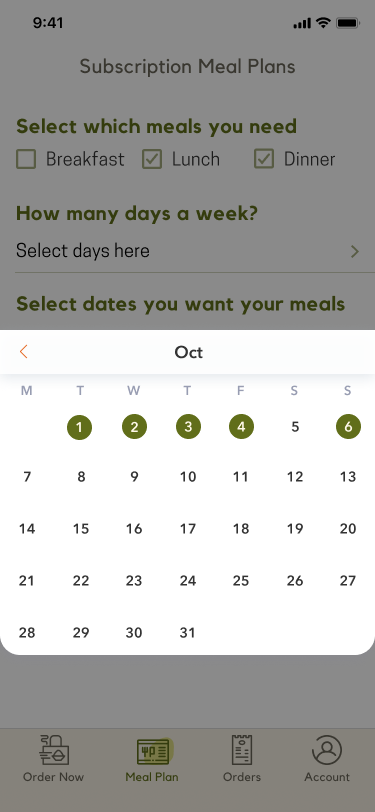 9:41
Subscription Meal Plans
Select which meals you need
Breakfast Lunch Dinner
How many days a week?
Select days here
Select dates you want your meals
Oct
M T W T F S S
1 2 3 4 5 6
7 8 9 10 11 12 13
14 15 16 17 18 19 20
21 22 23 24 25 26 27
28 29 30 31
Order Now Meal Plan Orders Account